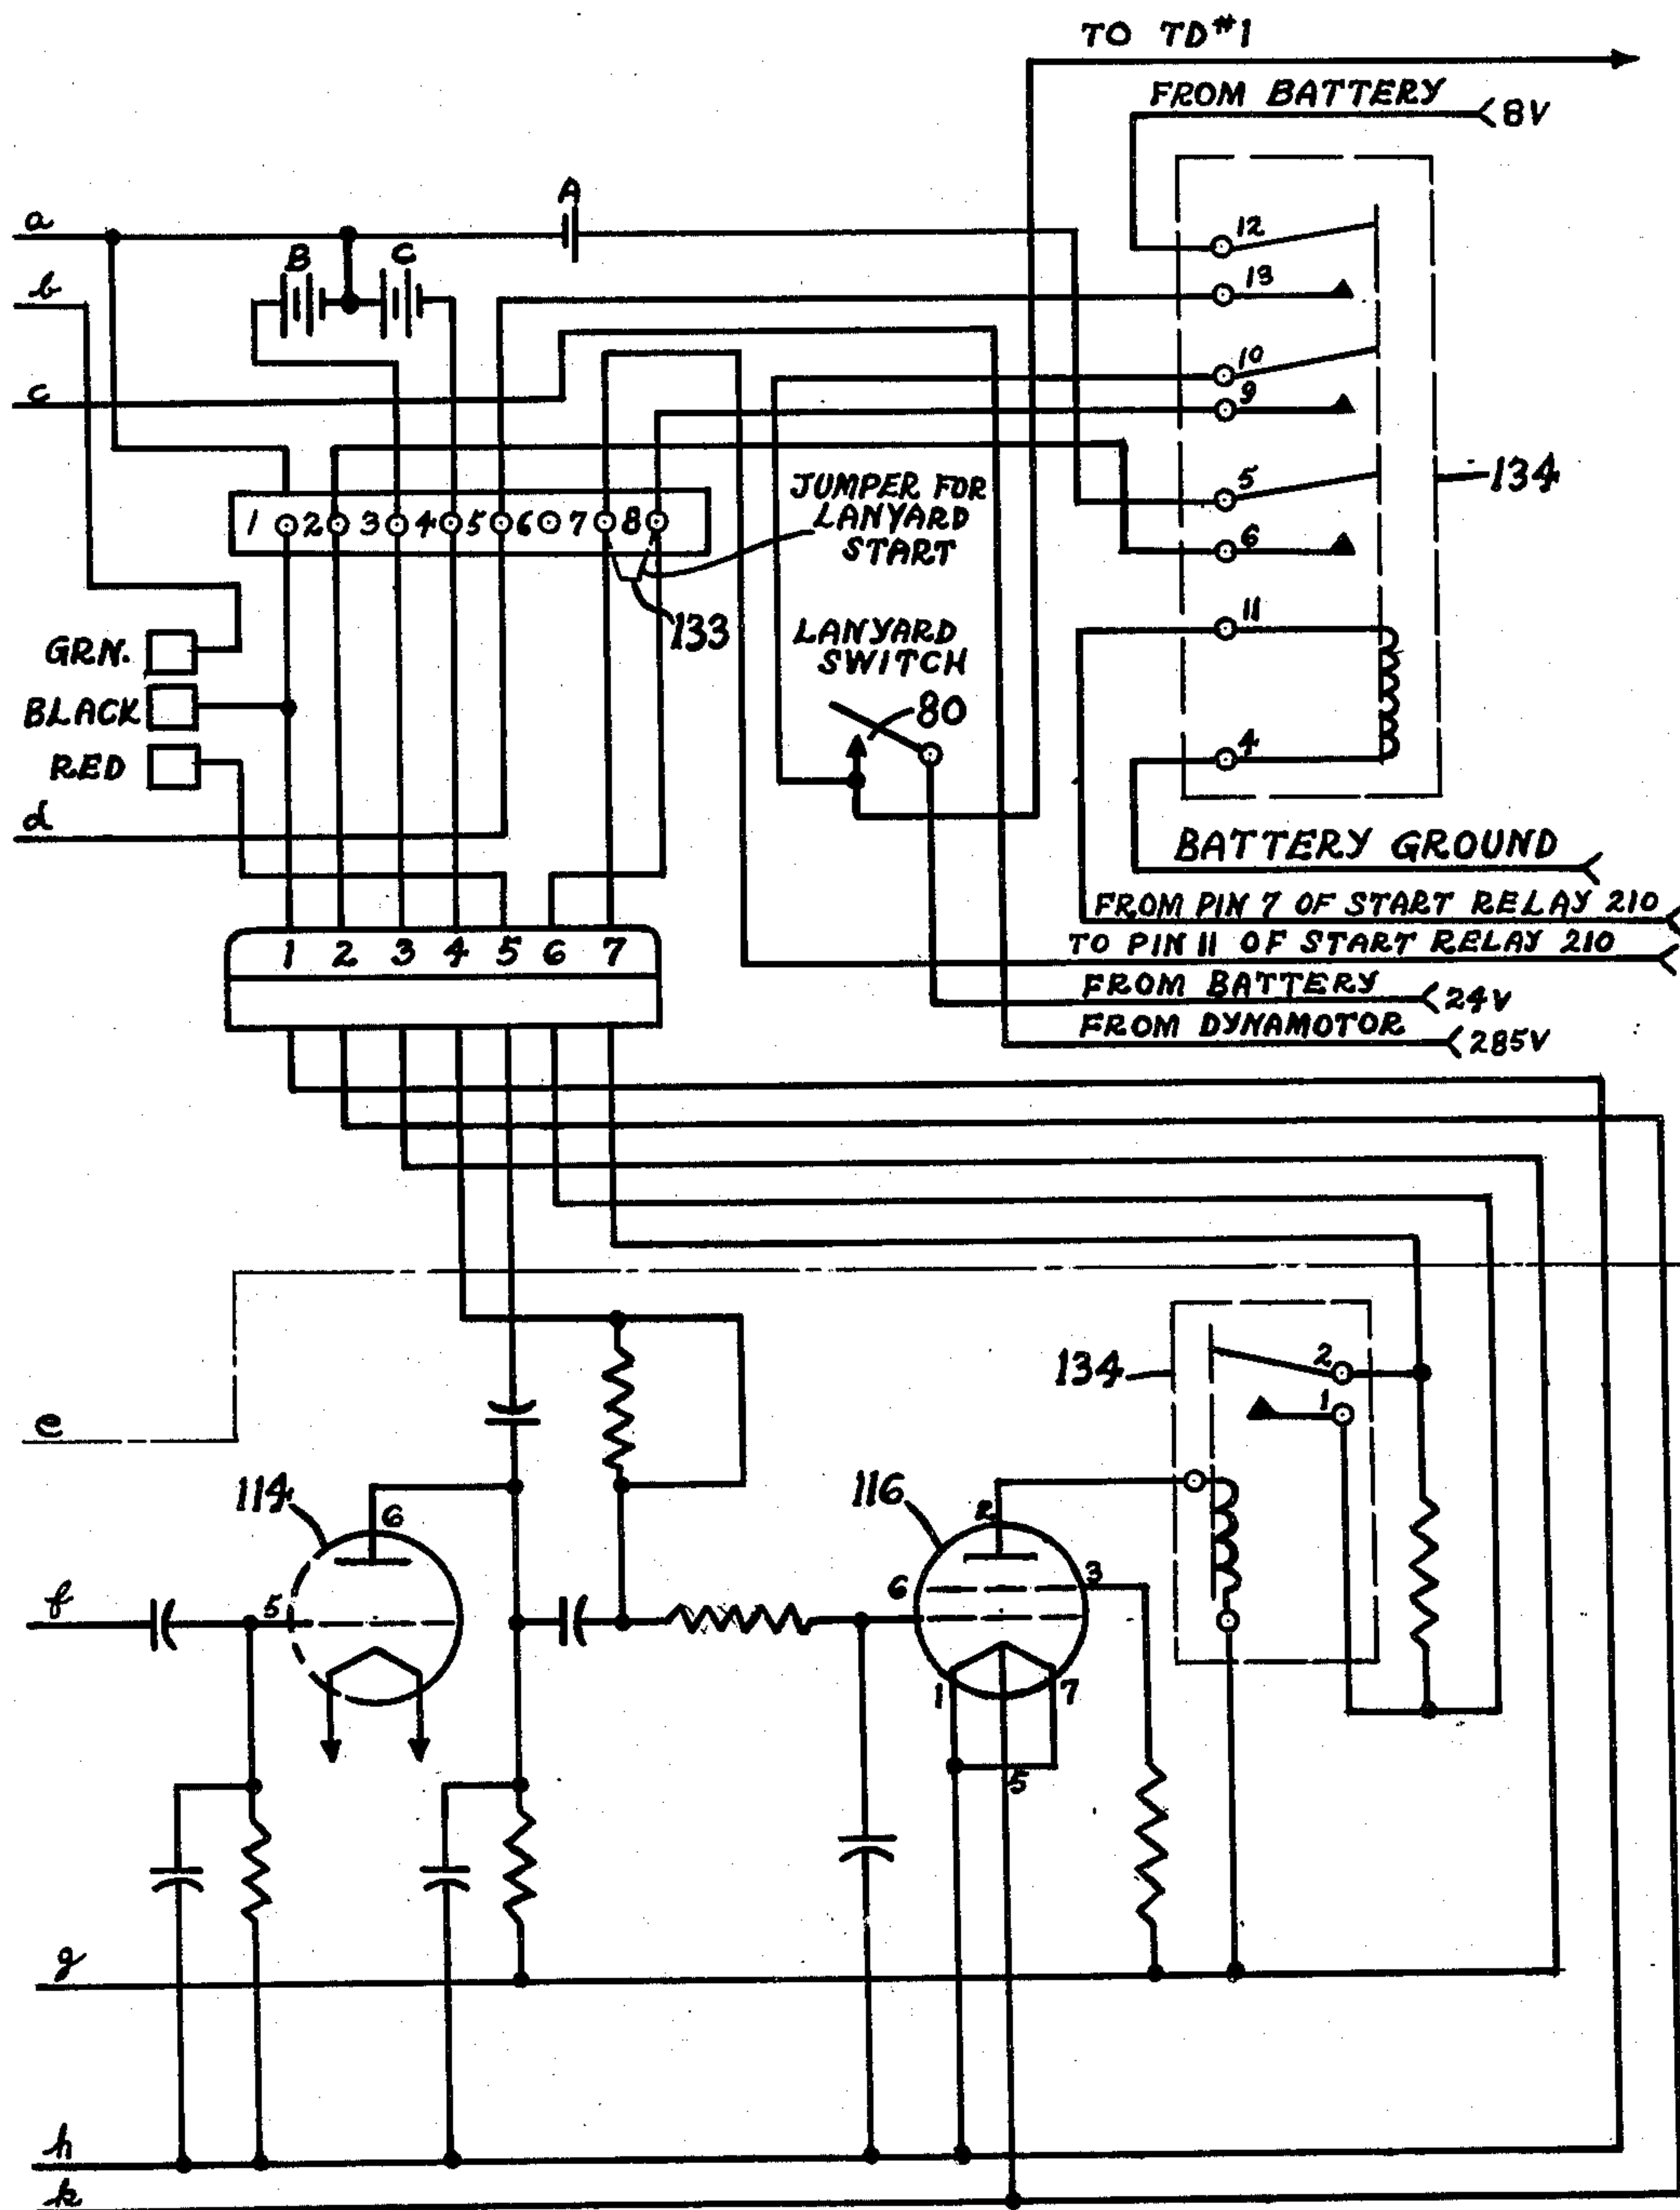 TO TD#1
FROM BATTERY
8V
a
A
B
C
b
c
12
13
10
9
5
6
11
4
134
1 2 3 4 5 6 7 8
JUMPER FOR
LANYARD
START
133
LANYARD
SWITCH
80
GRN.
BLACK
RED
d
BATTERY GROUND
FROM PIN 7 OF START RELAY 210
TO PIN 11 OF START RELAY 210
FROM BATTERY
24V
FROM DYNAMOTOR
285V
1 2 3 4 5 6 7
134
2
1
e
114
6
5
f
116
2
6
3
1
7
5
g
h
k